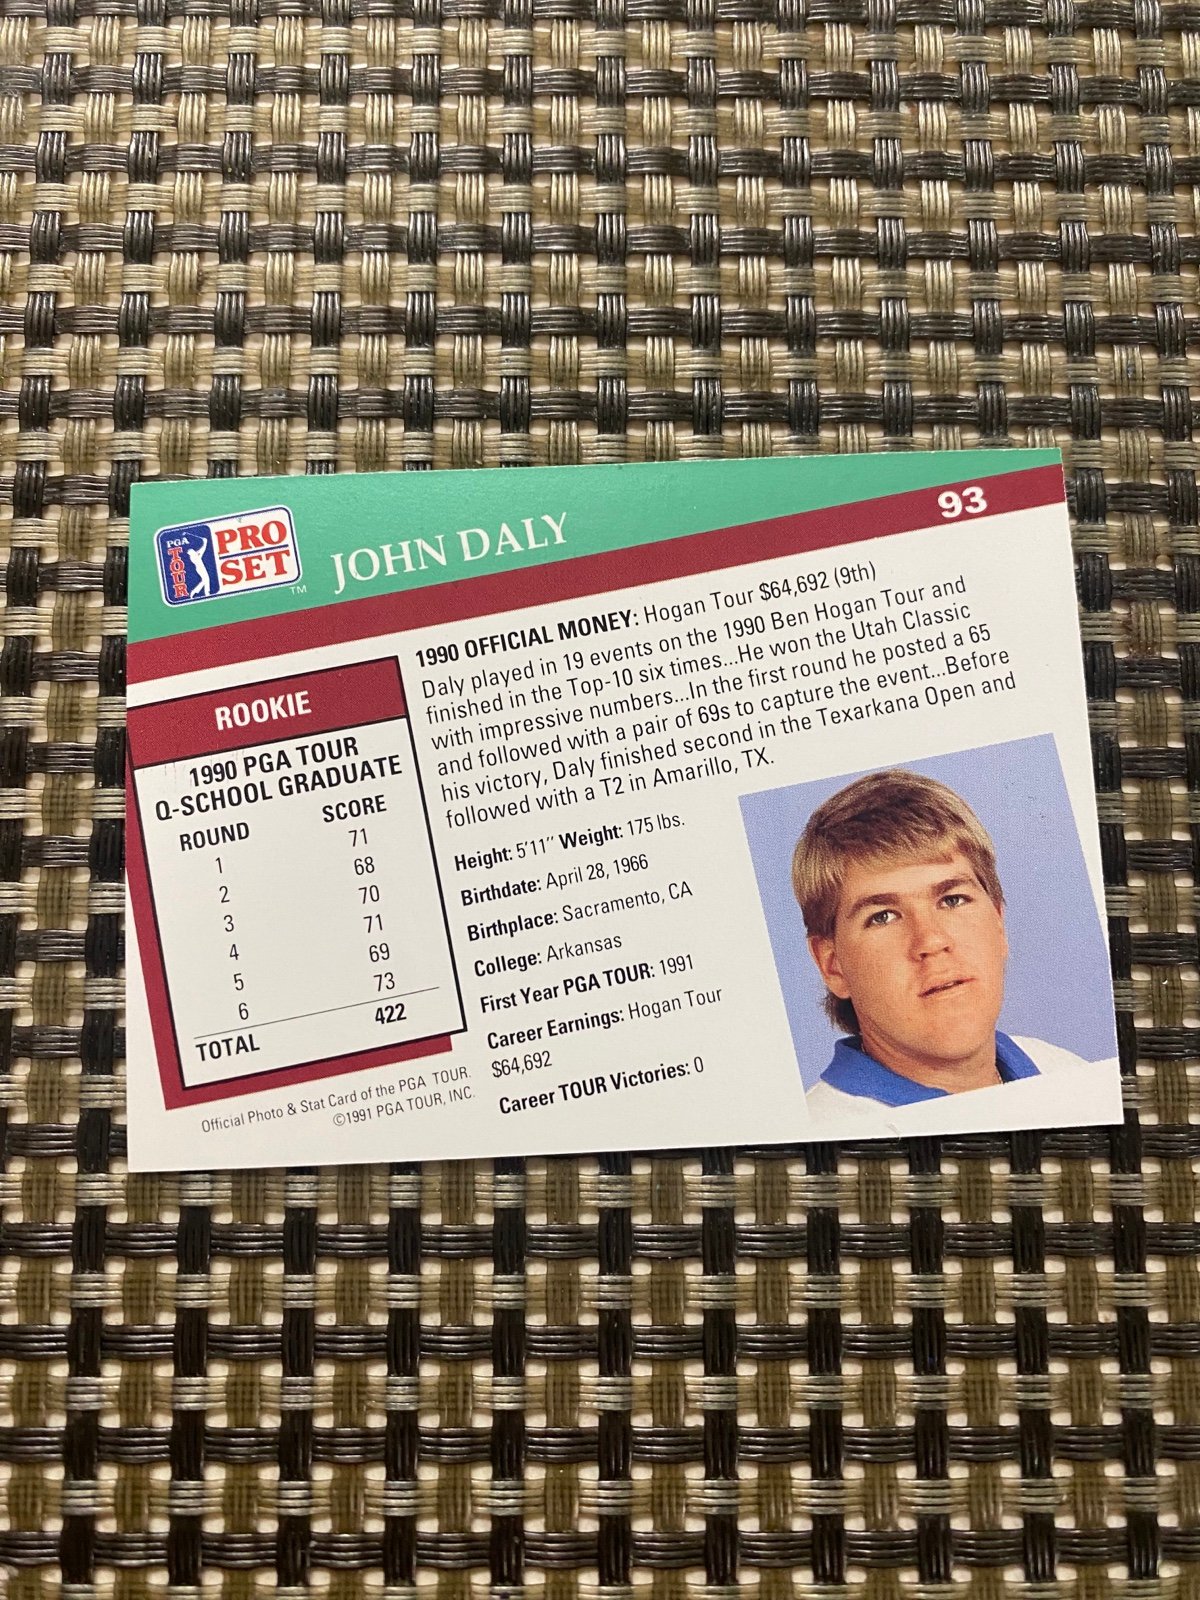 PGA TOUR
PRO
SET
TM
JOHN DALY
93
ROOKIE
1990 PGA TOUR
Q-SCHOOL GRADUATE
ROUND SCORE
1 71
2 68
3 70
4 71
5 69
6 73
TOTAL 422
1990 OFFICIAL MONEY: Hogan Tour $64,692 (9th)
Daly played in 19 events on the 1990 Ben Hogan Tour and
finished in the Top-10 six times...He won the Utah Classic
with impressive numbers...In the first round he posted a 65
and followed with a pair of 69s to capture the event...Before
his victory, Daly finished second in the Texarkana Open and
followed with a T2 in Amarillo, TX.
Height: 5'11" Weight: 175 lbs.
Birthdate: April 28, 1966
Birthplace: Sacramento, CA
College: Arkansas
First Year PGA TOUR: 1991
Career Earnings: Hogan Tour
$64,692
Career TOUR Victories: 0
Official Photo & Stat Card of the PGA TOUR.
©1991 PGA TOUR, INC.